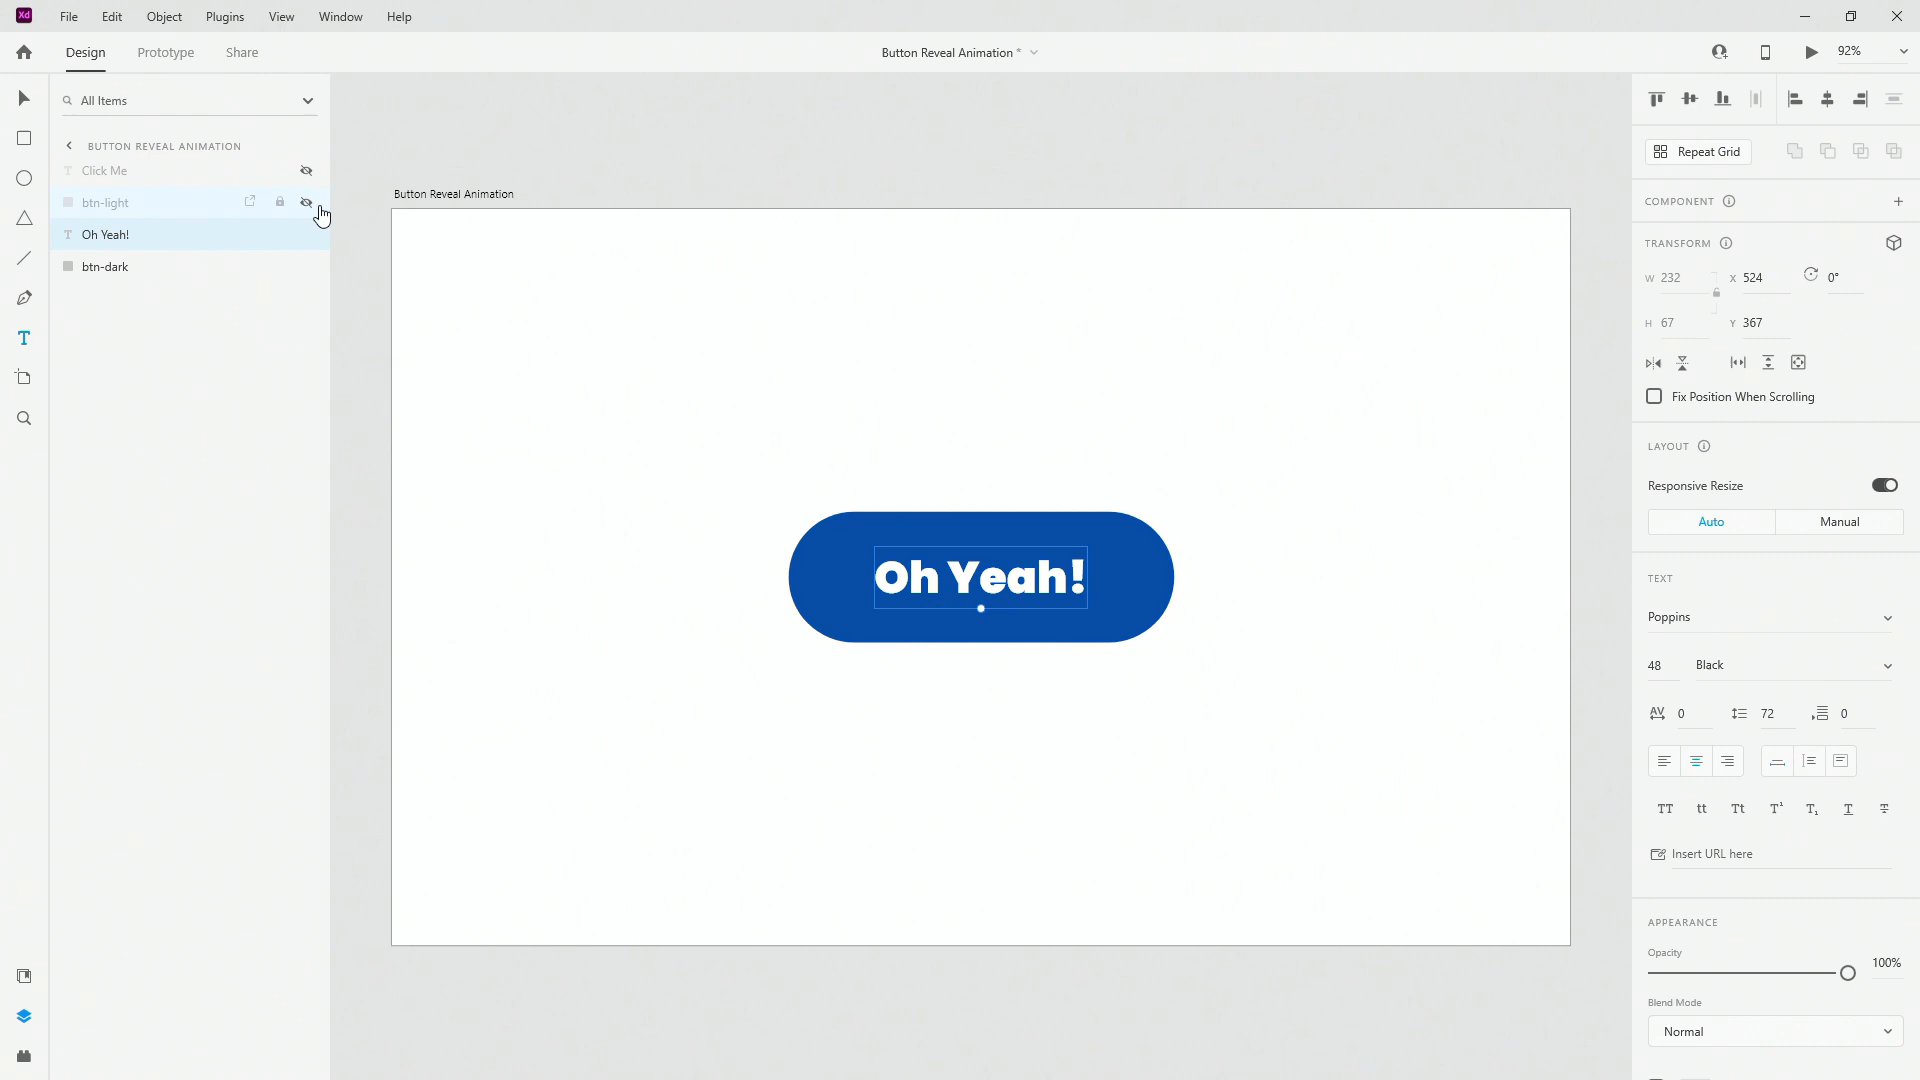 Xd File Edit Object Plugins View Window Help
Design Prototype Share Button Reveal Animation * 92%
All Items
BUTTON REVEAL ANIMATION
T Click Me
btn-light
T Oh Yeah!
btn-dark
Button Reveal Animation
Oh Yeah!
Repeat Grid
COMPONENT
TRANSFORM
W 232 X 524 0°
H 67 Y 367
Fix Position When Scrolling
LAYOUT
Responsive Resize
Auto Manual
TEXT
Poppins
48 Black
AV 0 72 0
TT tt Tt T¹ T₁ T T
Insert URL here
APPEARANCE
Opacity
100%
Blend Mode
Normal